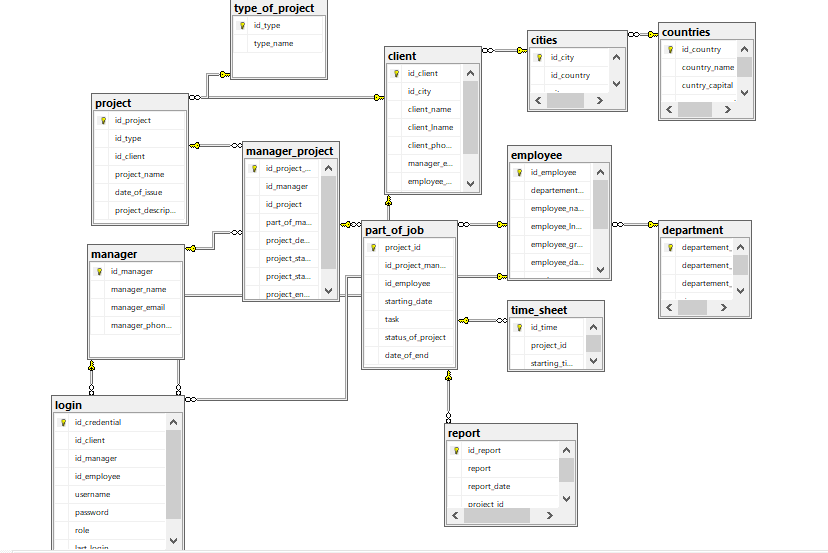 type_of_project
id_type
type_name
client
id_client
id_city
client_name
client_lname
client_pho...
manager_e...
employee_...
cities
id_city
id_country
countries
id_country
country_name
cuntry_capital
project
id_project
id_type
id_client
project_name
date_of_issue
project_descrip...
manager_project
id_project_...
id_manager
id_project
part_of_ma...
project_de...
project_sta...
project_sta...
project_en...
employee
id_employee
departement...
employee_na...
employee_ln...
employee_gr...
employee_da...
manager
id_manager
manager_name
manager_email
manager_phon...
part_of_job
project_id
id_project_man...
id_employee
starting_date
task
status_of_project
date_of_end
department
departement_
departement_
departement_
time_sheet
id_time
project_id
starting_ti...
login
id_credential
id_client
id_manager
id_employee
username
password
role
last_login
report
id_report
report
report_date
project_id